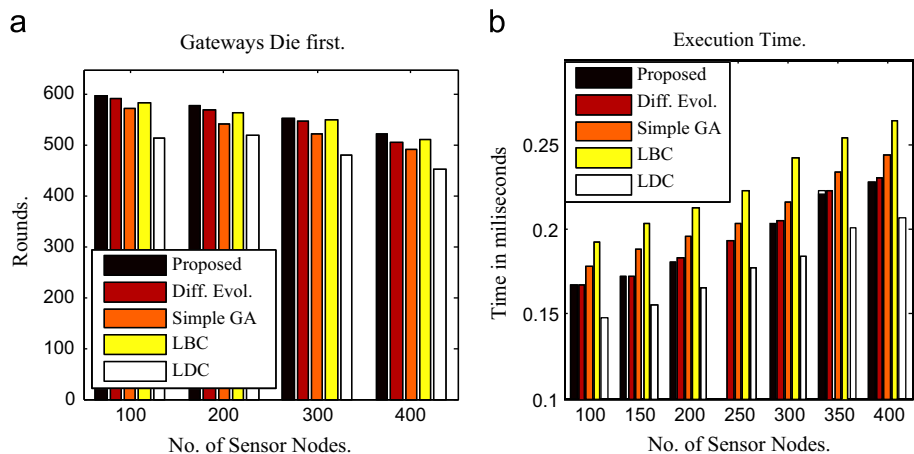 a
Gateways Die first.
Rounds.
600
500
400
300
200
100
0
Proposed
Diff. Evol.
Simple GA
LBC
LDC
100 200 300 400
No. of Sensor Nodes.
b
Execution Time.
Time in miliseconds
0.25
0.2
0.15
0.1
Proposed
Diff. Evol.
Simple GA
LBC
LDC
100 150 200 250 300 350 400
No. of Sensor Nodes.